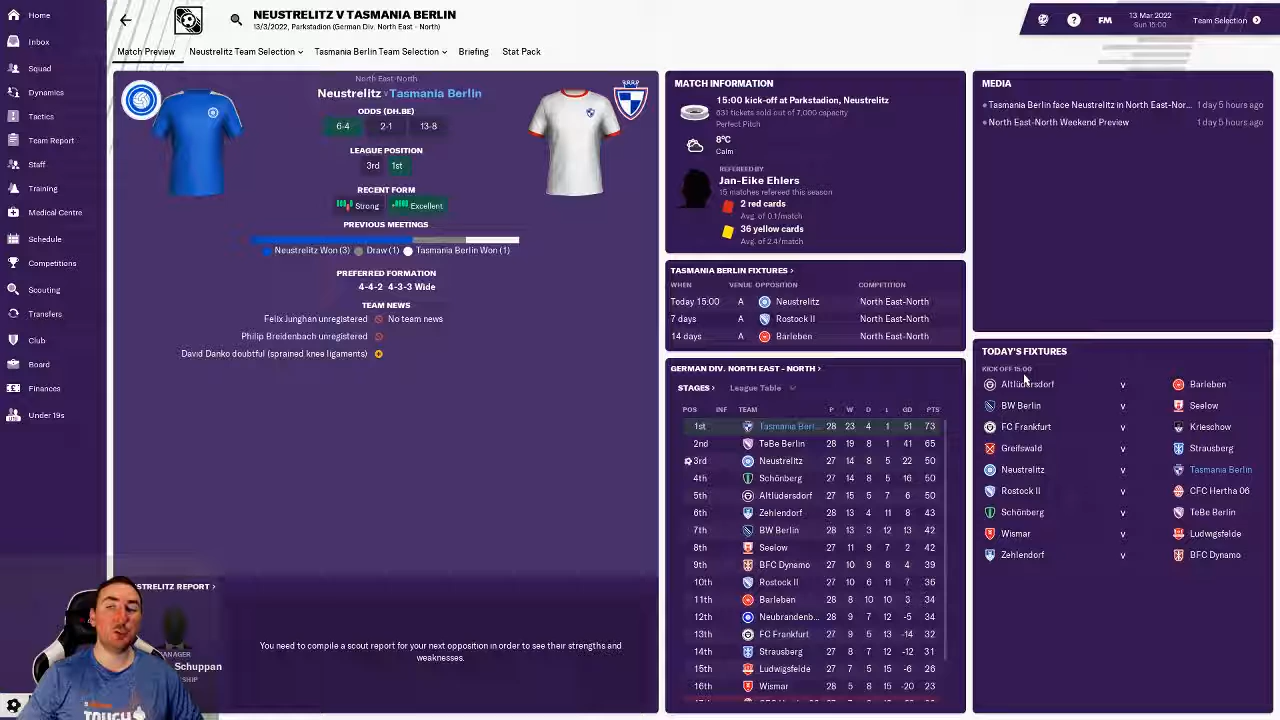 NEUSTRELITZ V TASMANIA BERLIN
13/3/2022, Parkstadion (German Div. North East - North)
FM
13 Mar 2022
Sun 15:00
Team Selection
Home
Inbox
Squad
Dynamics
Tactics
Team Report
Staff
Training
Medical Centre
Schedule
Competitions
Scouting
Transfers
Club
Board
Finances
Under 19s
Match Preview
Neustrelitz Team Selection
Tasmania Berlin Team Selection
Briefing
Stat Pack
North East-North
Neustrelitz v Tasmania Berlin
ODDS (DH.BE)
6-4 2-1 13-8
LEAGUE POSITION
3rd 1st
RECENT FORM
Strong Excellent
PREVIOUS MEETINGS
Neustrelitz Won (3) Draw (1) Tasmania Berlin Won (1)
PREFERRED FORMATION
4-4-2 4-3-3 Wide
TEAM NEWS
Felix Junghan unregistered No team news
Philip Breidenbach unregistered
David Danko doubtful (sprained knee ligaments)
STRELITZ REPORT >
MANAGER
Schuppan
SHIP
You need to compile a scout report for your next opposition in order to see their strengths and
weaknesses.
TOUGH
MATCH INFORMATION
15:00 kick-off at Parkstadion, Neustrelitz
631 tickets sold out of 7,000 capacity
Perfect Pitch
8°C
Calm
REFEREED BY
Jan-Eike Ehlers
15 matches refereed this season
2 red cards
Avg. of 0.1/match
36 yellow cards
Avg. of 2.4/match
TASMANIA BERLIN FIXTURES >
WHEN VENUE OPPOSITION COMPETITION
Today 15:00 A Neustrelitz North East-North
7 days A Rostock II North East-North
14 days A Barleben North East-North
GERMAN DIV. NORTH EAST - NORTH >
STAGES > League Table
POS INF TEAM P W D L GD PTS
1st Tasmania Berl... 28 23 4 1 51 73
2nd TeBe Berlin 28 19 8 1 41 65
3rd Neustrelitz 27 14 8 5 22 50
4th Schönberg 27 14 8 5 16 50
5th Altlüdersdorf 27 15 5 7 6 50
6th Zehlendorf 28 13 4 11 8 43
7th BW Berlin 28 13 3 12 13 42
8th Seelow 27 11 9 7 2 42
9th BFC Dynamo 27 10 9 8 4 39
10th Rostock II 27 10 6 11 7 36
11th Barleben 28 8 10 10 3 34
12th Neubrandenb... 28 9 7 12 -5 34
13th FC Frankfurt 27 9 5 13 -14 32
14th Strausberg 27 8 7 12 -12 31
15th Ludwigsfelde 27 7 5 15 -6 26
16th Wismar 28 5 8 15 -20 23
MEDIA
Tasmania Berlin face Neustrelitz in North East-Nor... 1 day 5 hours ago
North East-North Weekend Preview 1 day 5 hours ago
TODAY'S FIXTURES
KICK OFF 15:00
Altlüdersdorf v Barleben
BW Berlin v Seelow
FC Frankfurt v Krieschow
Greifswald v Strausberg
Neustrelitz v Tasmania Berlin
Rostock II v CFC Hertha 06
Schönberg v TeBe Berlin
Wismar v Ludwigsfelde
Zehlendorf v BFC Dynamo